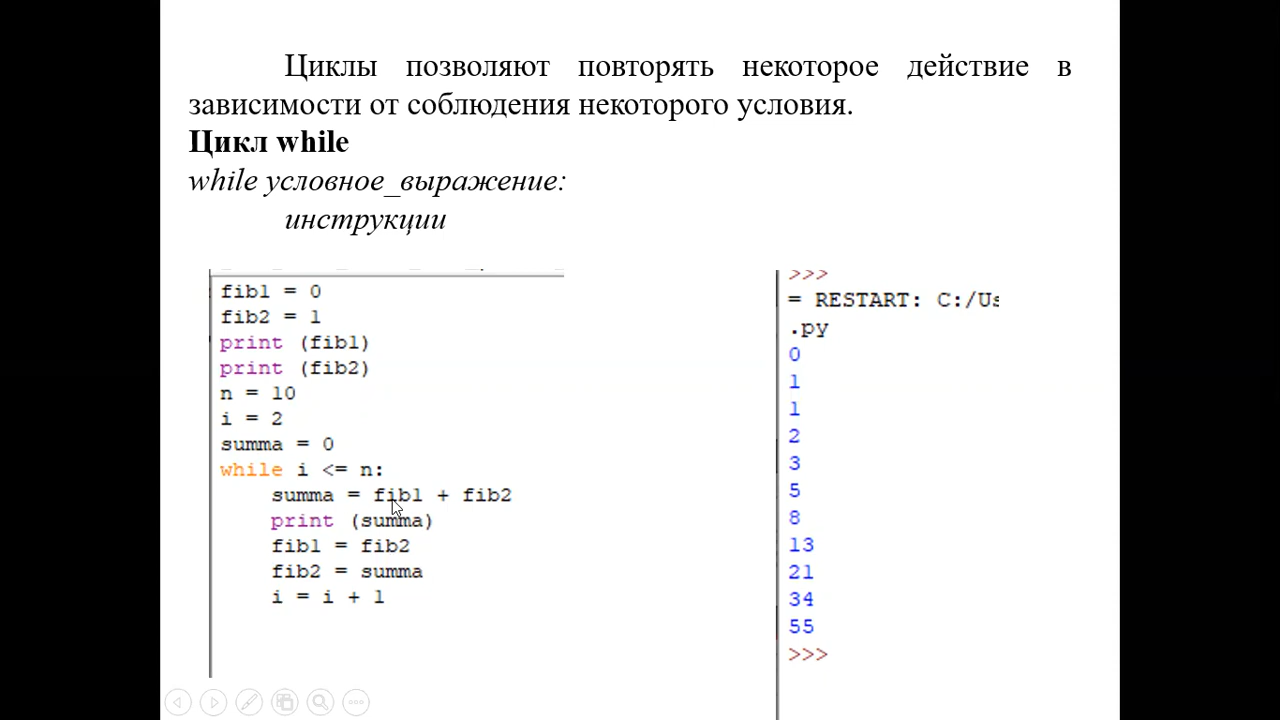 Циклы позволяют повторять некоторое действие в
зависимости от соблюдения некоторого условия.
Цикл while
while условное_выражение:
инструкции
fib1 = 0
fib2 = 1
print (fib1)
print (fib2)
n = 10
i = 2
summa = 0
while i <= n:
    summa = fib1 + fib2
    print (summa)
    fib1 = fib2
    fib2 = summa
    i = i + 1
>>>
= RESTART: C:/Us
.py
0
1
1
2
3
5
8
13
21
34
55
>>>